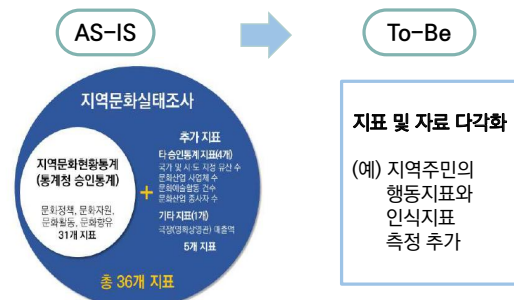 AS-IS
To-Be
지역문화실태조사
지역문화현황통계
(통계청 승인통계)
문화정책, 문화자원,
문화활동, 문화향유
31개 지표
+
추가 지표
타 승인통계 지표(4개)
국가 및 시·도 지정 유산 수
문화산업 사업체 수
문화예술활동 건수
문화산업 종사자 수
기타 지표(1개)
극장(영화상영관) 매출액
5개 지표
총 36개 지표
지표 및 자료 다각화
(예) 지역주민의
행동지표와
인식지표
측정 추가